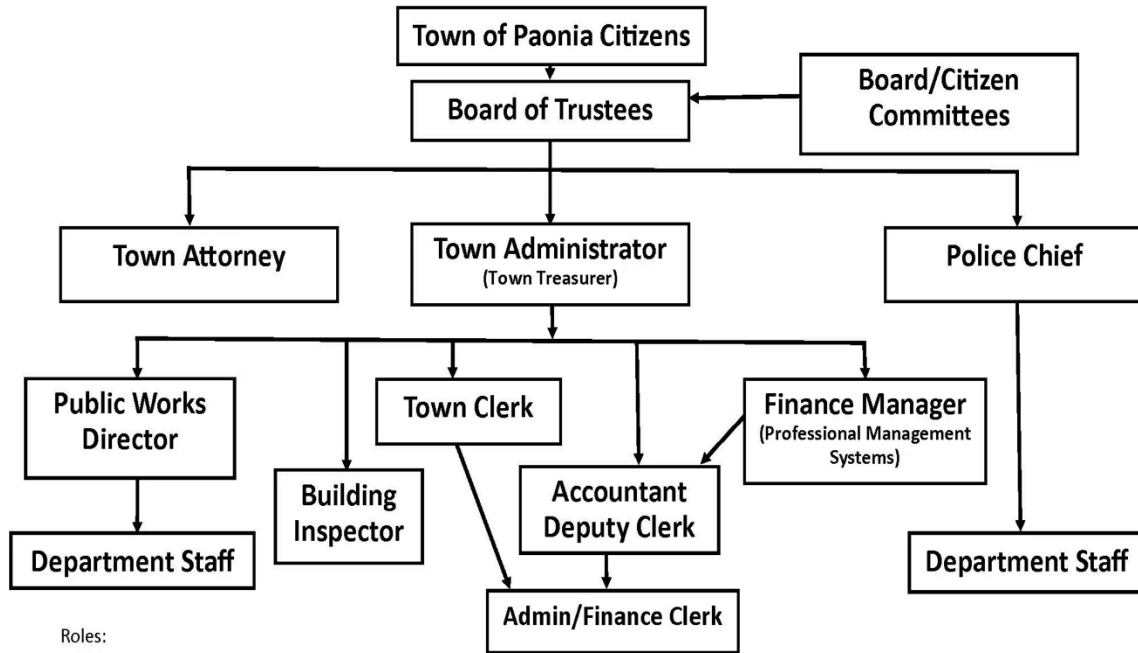 Town of Paonia Citizens
Board of Trustees
Board/Citizen
Committees
Town Attorney
Town Administrator
(Town Treasurer)
Police Chief
Public Works
Director
Town Clerk
Finance Manager
(Professional Management
Systems)
Building
Inspector
Accountant
Deputy Clerk
Department Staff
Department Staff
Admin/Finance Clerk
Roles: